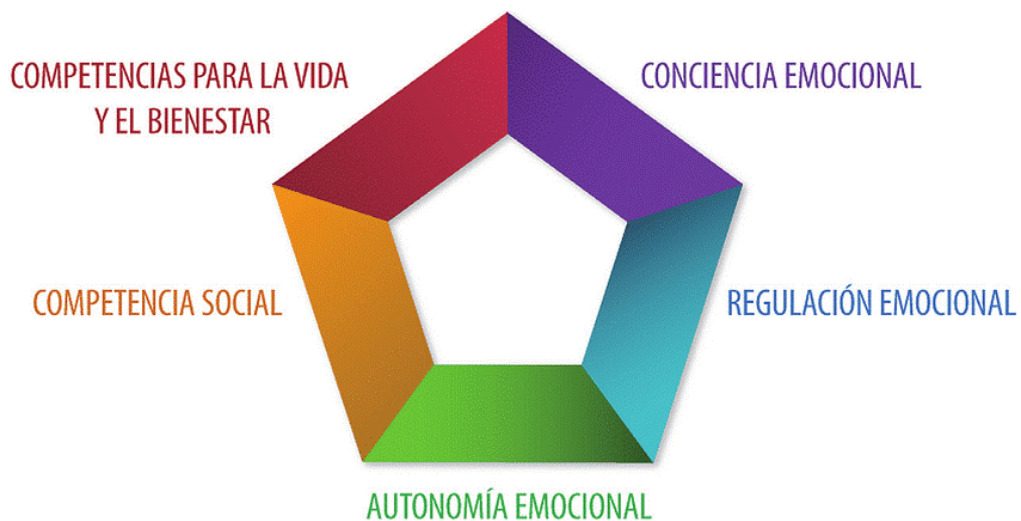 COMPETENCIAS PARA LA VIDA
Y EL BIENESTAR
CONCIENCIA EMOCIONAL
COMPETENCIA SOCIAL
REGULACIÓN EMOCIONAL
AUTONOMÍA EMOCIONAL